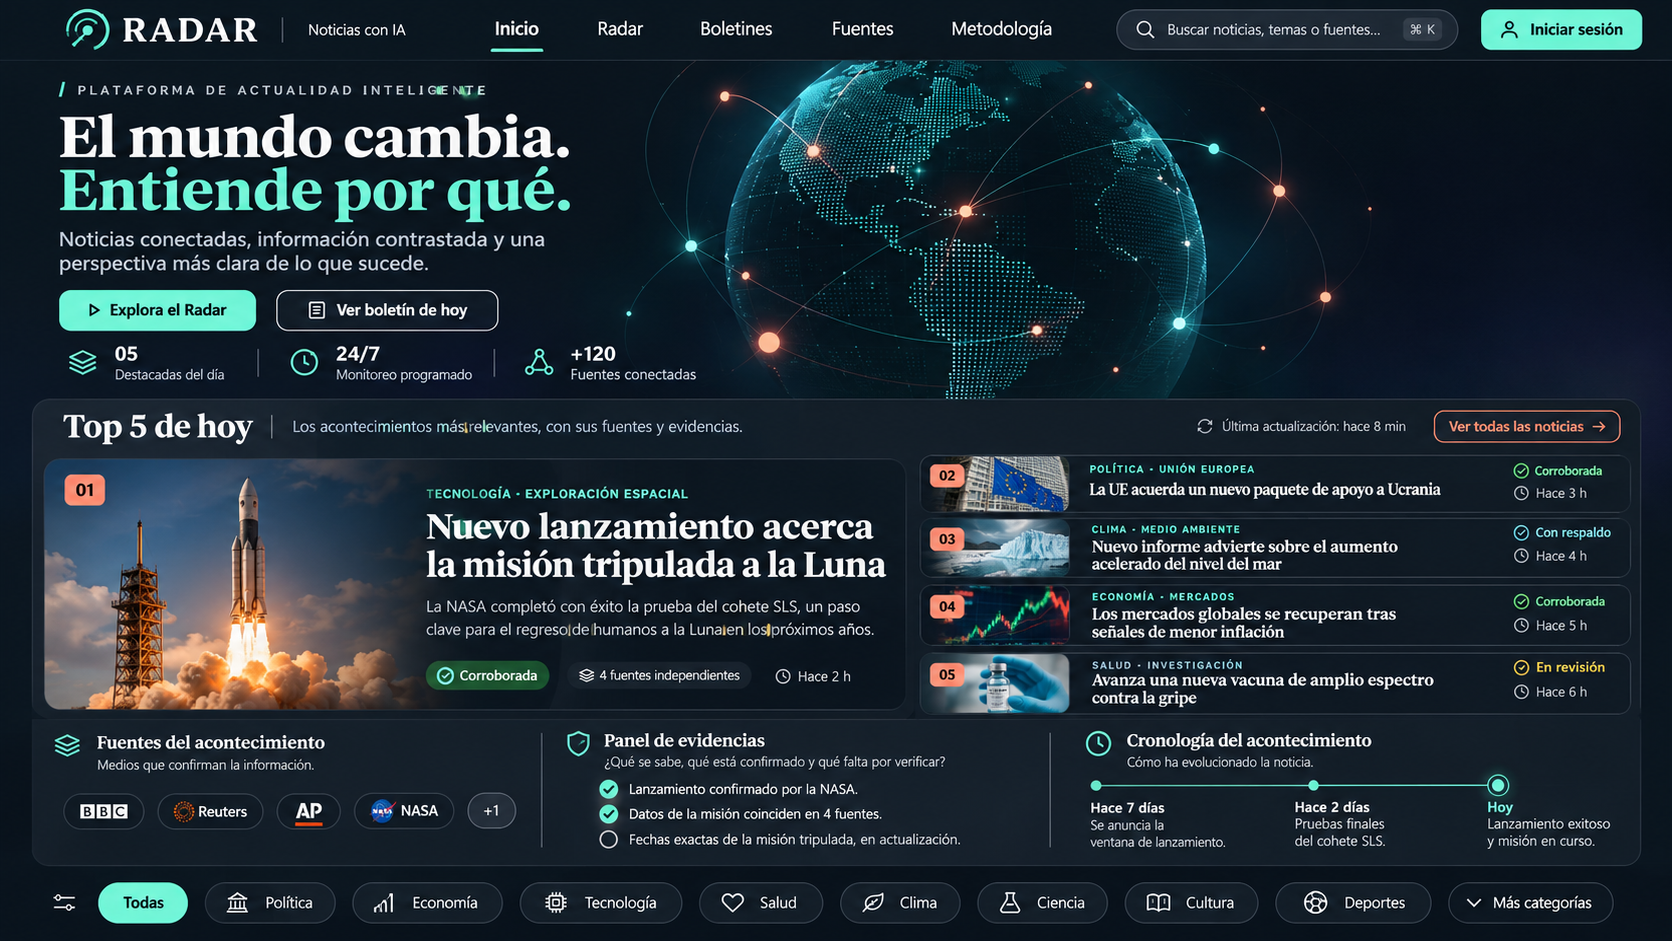 RADAR
Noticias con IA
Inicio
Radar
Boletines
Fuentes
Metodología
Buscar noticias, temas o fuentes...
⌘ K
Iniciar sesión
/ PLATAFORMA DE ACTUALIDAD INTELIGENTE
El mundo cambia.
Entiende por qué.
Noticias conectadas, información contrastada y una
perspectiva más clara de lo que sucede.
Explora el Radar
Ver boletín de hoy
05
Destacadas del día
24/7
Monitoreo programado
+120
Fuentes conectadas
Top 5 de hoy
Los acontecimientos más relevantes, con sus fuentes y evidencias.
Última actualización: hace 8 min
Ver todas las noticias →
01
TECNOLOGÍA • EXPLORACIÓN ESPACIAL
Nuevo lanzamiento acerca
la misión tripulada a la Luna
La NASA completó con éxito la prueba del cohete SLS, un paso
clave para el regreso de humanos a la Luna en los próximos años.
Corroborada
4 fuentes independientes
Hace 2 h
02
POLÍTICA • UNIÓN EUROPEA
La UE acuerda un nuevo paquete de apoyo a Ucrania
Corroborada
Hace 3 h
03
CLIMA • MEDIO AMBIENTE
Nuevo informe advierte sobre el aumento
acelerado del nivel del mar
Con respaldo
Hace 4 h
04
ECONOMÍA • MERCADOS
Los mercados globales se recuperan tras
señales de menor inflación
Corroborada
Hace 5 h
05
SALUD • INVESTIGACIÓN
Avanza una nueva vacuna de amplio espectro
contra la gripe
En revisión
Hace 6 h
Fuentes del acontecimiento
Medios que confirman la información.
BBC
Reuters
AP
NASA
NASA
+1
Panel de evidencias
¿Qué se sabe, qué está confirmado y qué falta por verificar?
Lanzamiento confirmado por la NASA.
Datos de la misión coinciden en 4 fuentes.
Fechas exactas de la misión tripulada, en actualización.
Cronología del acontecimiento
Cómo ha evolucionado la noticia.
Hace 7 días
Se anuncia la
ventana de lanzamiento.
Hace 2 días
Pruebas finales
del cohete SLS.
Hoy
Lanzamiento exitoso
y misión en curso.
Todas
Política
Economía
Tecnología
Salud
Clima
Ciencia
Cultura
Deportes
Más categorías